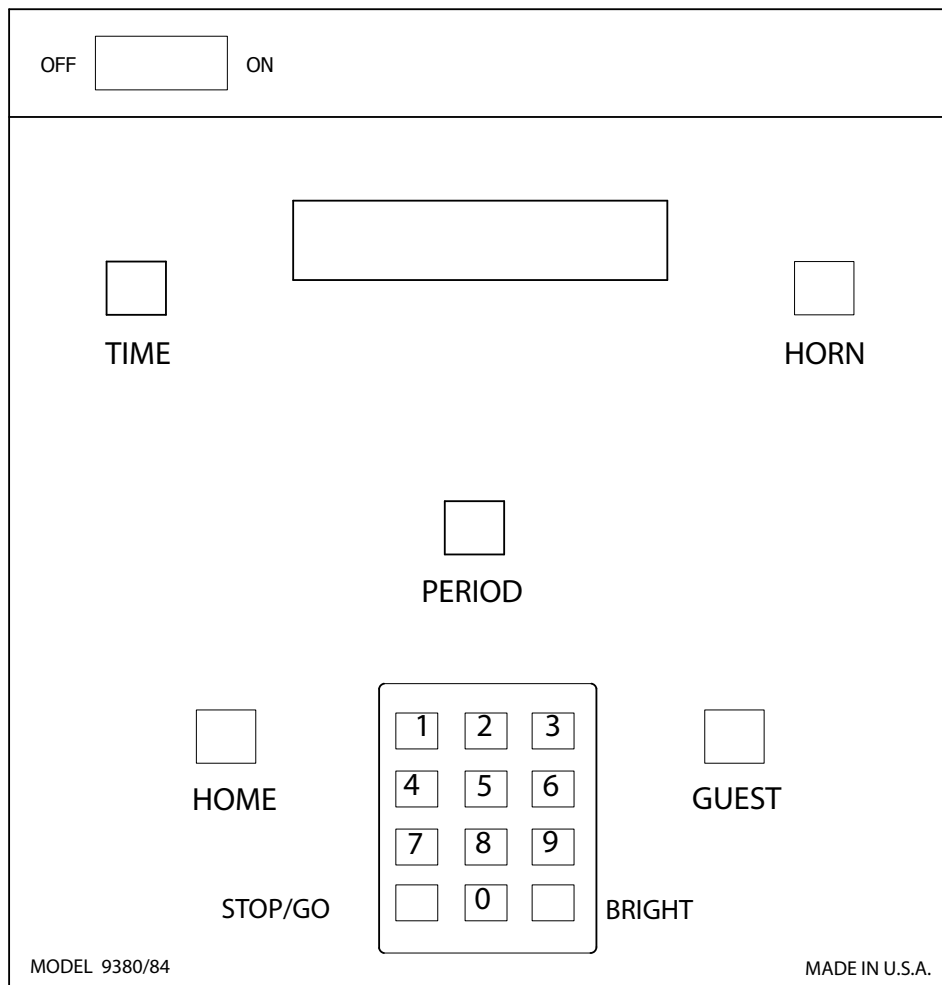 OFF ON
TIME
HORN
PERIOD
1 2 3
4 5 6
7 8 9
HOME
GUEST
STOP/GO 0 BRIGHT
MODEL 9380/84
MADE IN U.S.A.